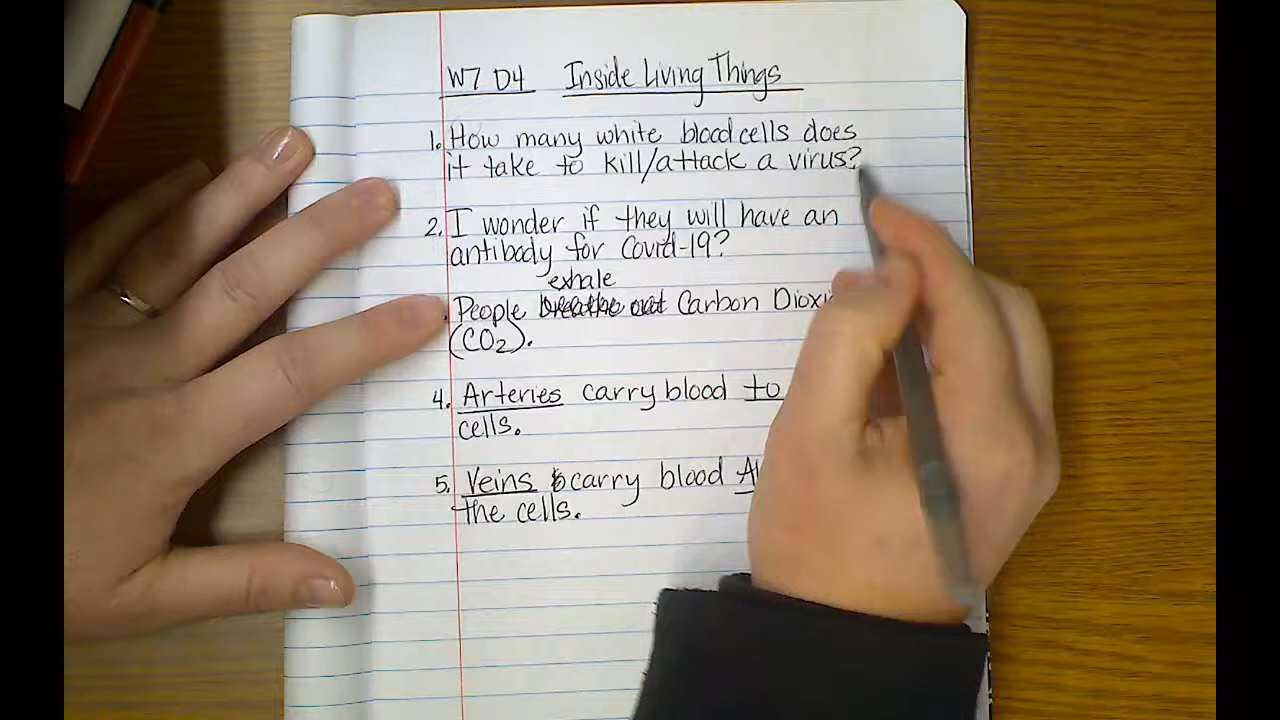 W7 D4 Inside Living Things
1. How many white blood cells does
it take to kill/attack a virus?
2. I wonder if they will have an
antibody for Covid-19?
exhale
People breathe out Carbon Dioxi
(CO2).
4. Arteries carry blood to
cells.
5. Veins carry blood
the cells.